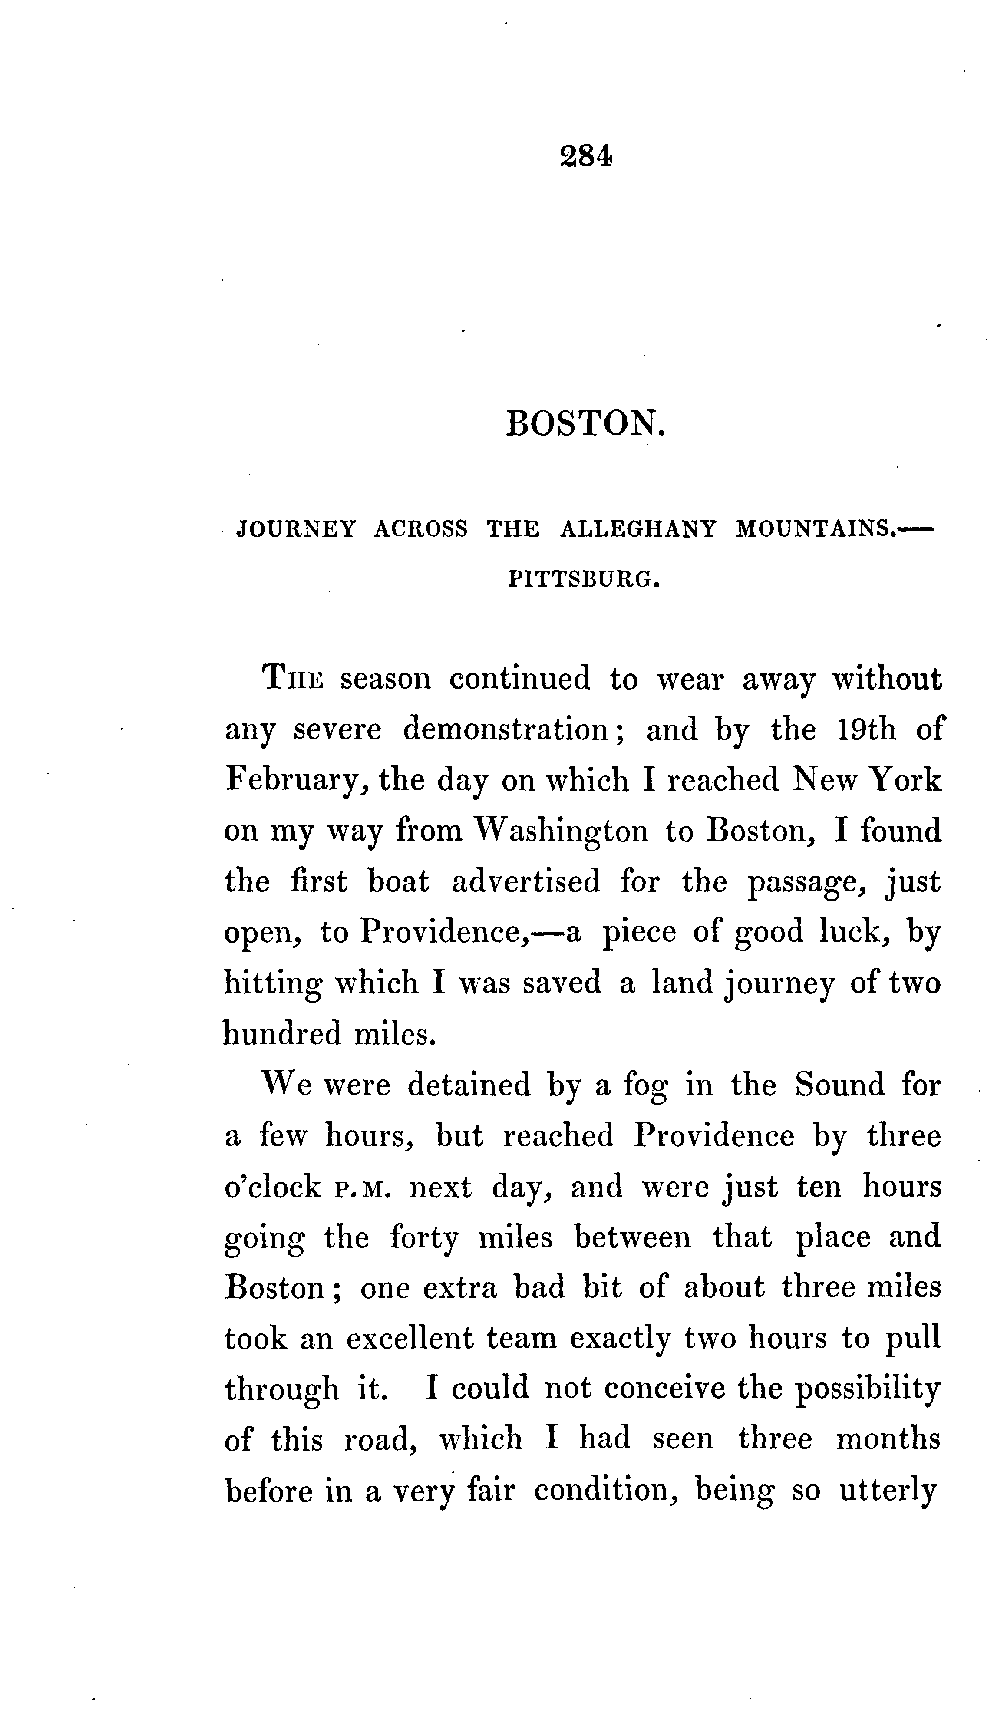 284
BOSTON.
JOURNEY ACROSS THE ALLEGHANY MOUNTAINS.—
PITTSBURG.
THE season continued to wear away without
any severe demonstration; and by the 19th of
February, the day on which I reached New York
on my way from Washington to Boston, I found
the first boat advertised for the passage, just
open, to Providence,—a piece of good luck, by
hitting which I was saved a land journey of two
hundred miles.
We were detained by a fog in the Sound for
a few hours, but reached Providence by three
o'clock P.M. next day, and were just ten hours
going the forty miles between that place and
Boston; one extra bad bit of about three miles
took an excellent team exactly two hours to pull
through it. I could not conceive the possibility
of this road, which I had seen three months
before in a very fair condition, being so utterly